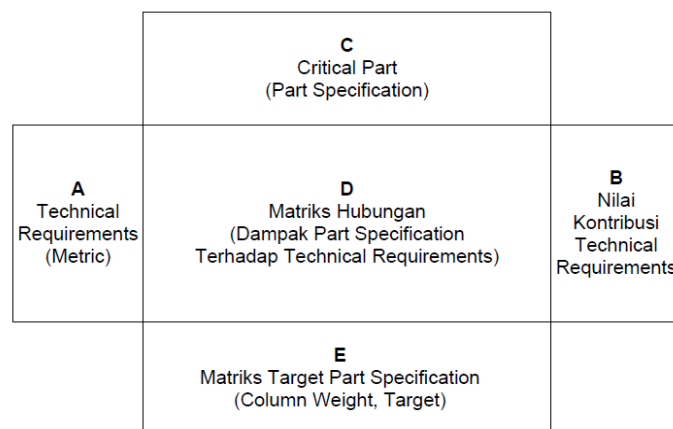 C
Critical Part
(Part Specification)
A
Technical
Requirements
(Metric)
D
Matriks Hubungan
(Dampak Part Specification
Terhadap Technical Requirements)
B
Nilai
Kontribusi
Technical
Requirements
E
Matriks Target Part Specification
(Column Weight, Target)